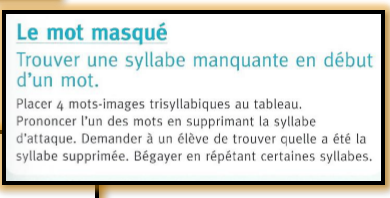 Le mot masqué
Trouver une syllabe manquante en début
d'un mot.
Placer 4 mots-images trisyllabiques au tableau.
Prononcer l'un des mots en supprimant la syllabe
d'attaque. Demander à un élève de trouver quelle a été la
syllabe supprimée. Bégayer en répétant certaines syllabes.